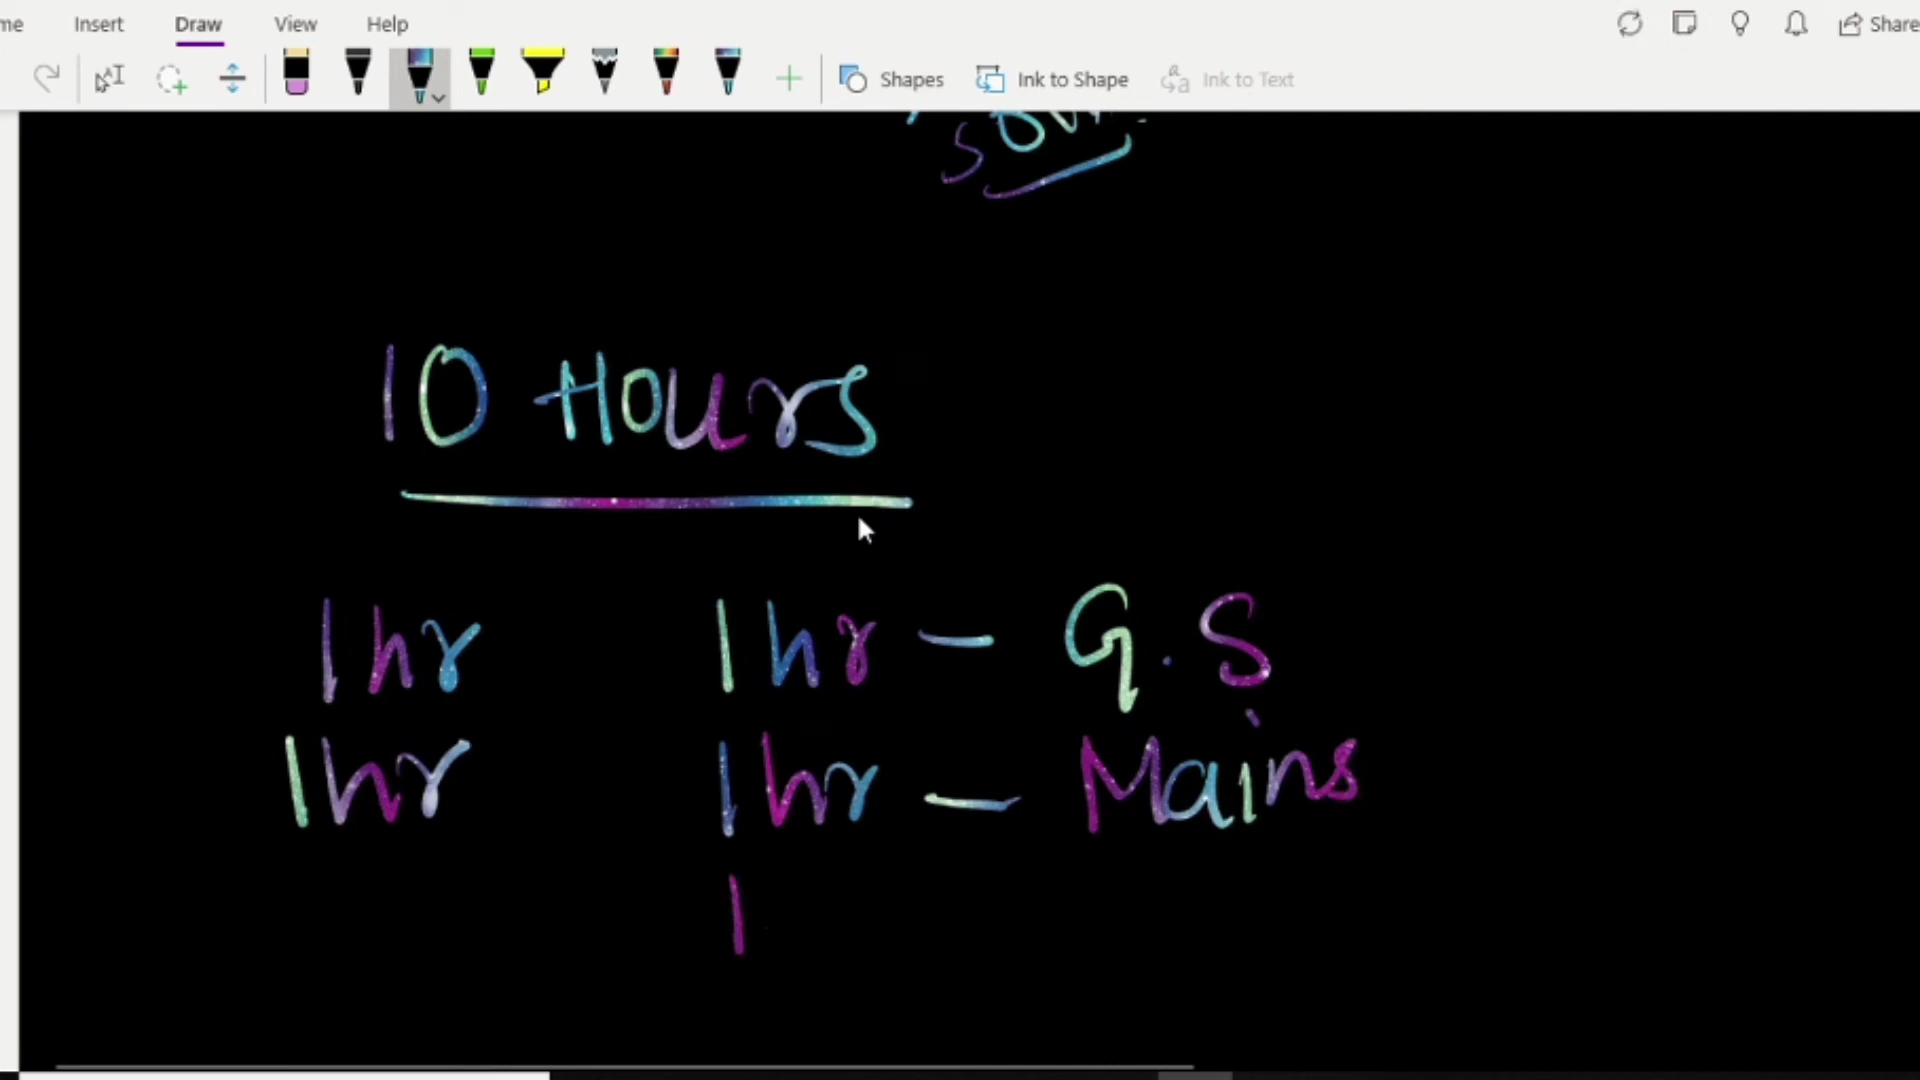 Insert Draw View Help Share
Shapes Ink to Shape Ink to Text
10 Hours
1hr 1hr - G.S
1hr 1hr - Mains
1